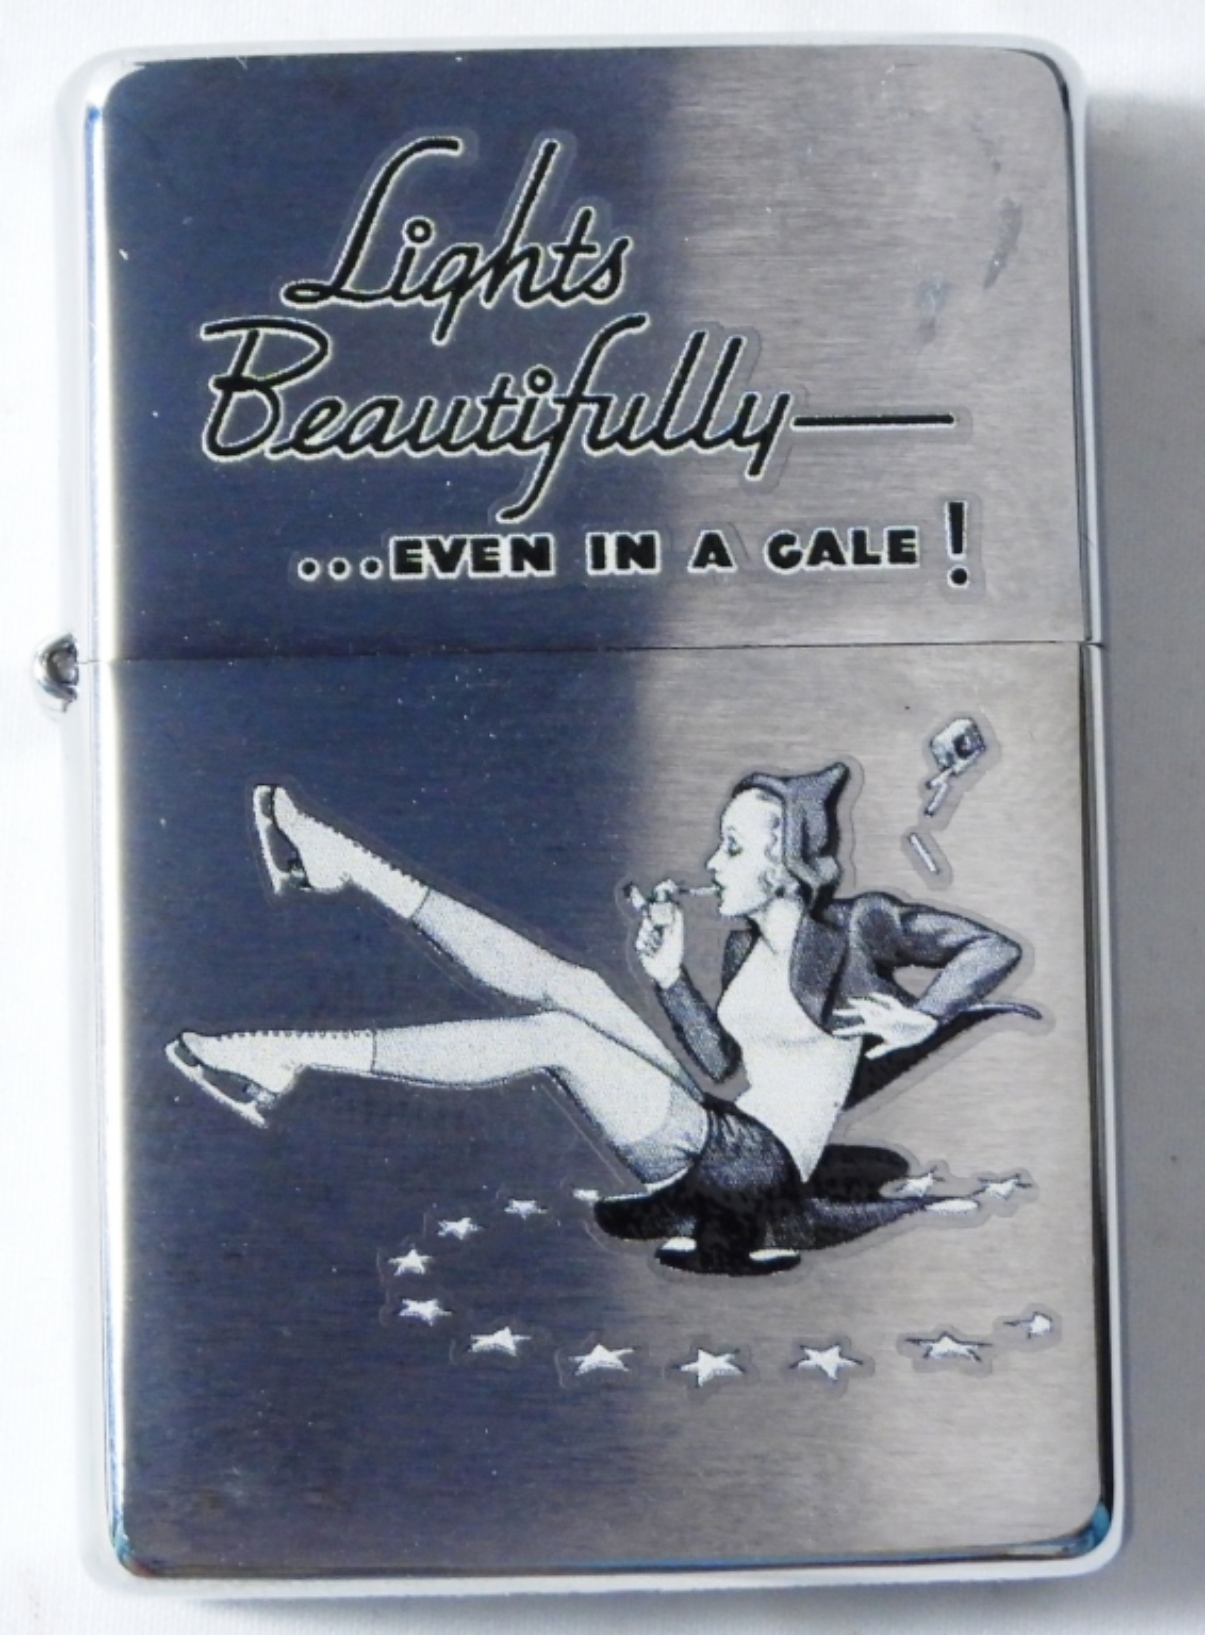 Lights
Beautifully—
...EVEN IN A GALE!